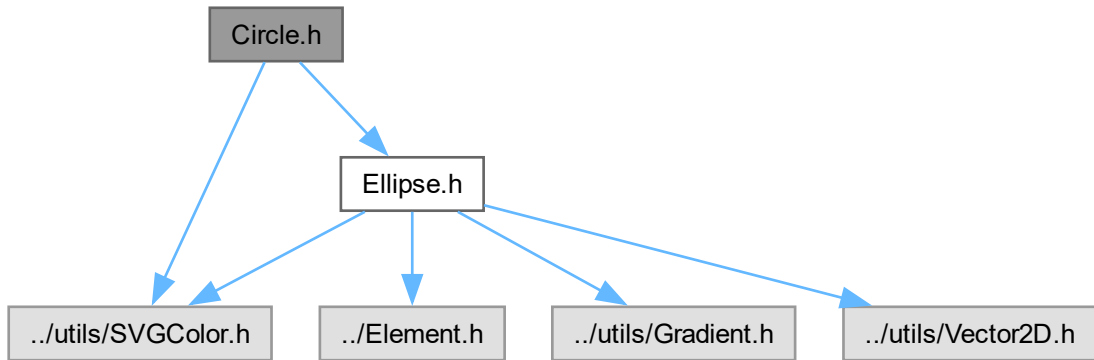 Circle.h
Ellipse.h
../utils/SVGColor.h
../Element.h
../utils/Gradient.h
../utils/Vector2D.h